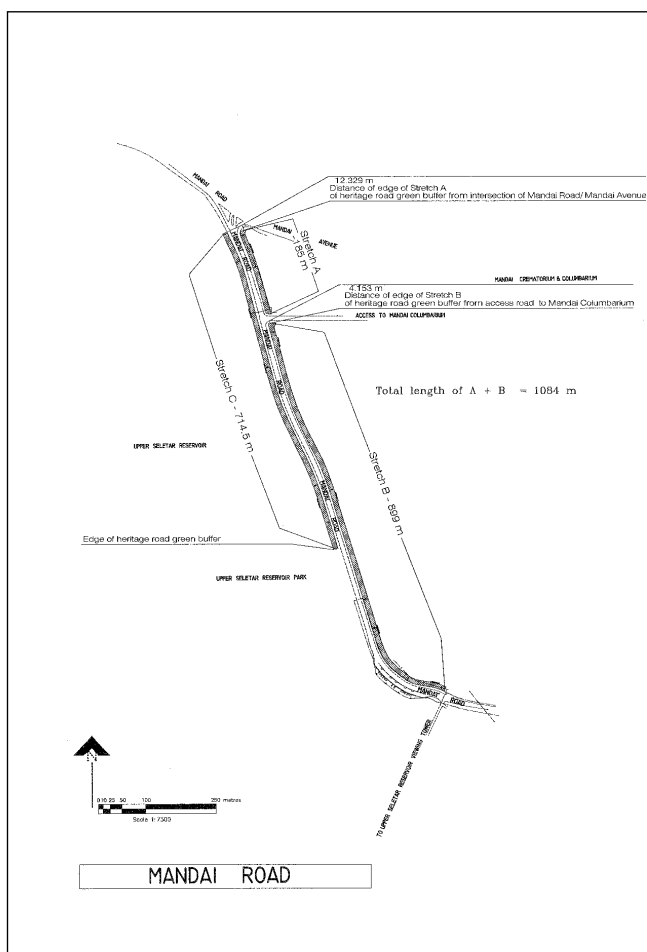 MANDAI ROAD
12.329 m
Distance of edge of Stretch A
of heritage road green buffer from intersection of Mandai Road/ Mandai Avenue
MANDAI AVENUE
MANDAI ROAD
Stretch A
- 185 m
MANDAI CREMATORIUM & COLUMBARIUM
4.153 m
Distance of edge of Stretch B
of heritage road green buffer from access road to Mandai Columbarium
ACCESS TO MANDAI COLUMBARIUM
MANDAI ROAD
Stretch C - 714.5 m
Total length of A + B = 1084 m
UPPER SELETAR RESERVOIR
Stretch B - 899 m
MANDAI ROAD
Edge of heritage road green buffer
UPPER SELETAR RESERVOIR PARK
MANDAI ROAD
TO UPPER SELETAR RESERVOIR VIEWING TOWER
N
0 10 25 50 100 250 metres
Scale 1: 7500
MANDAI ROAD